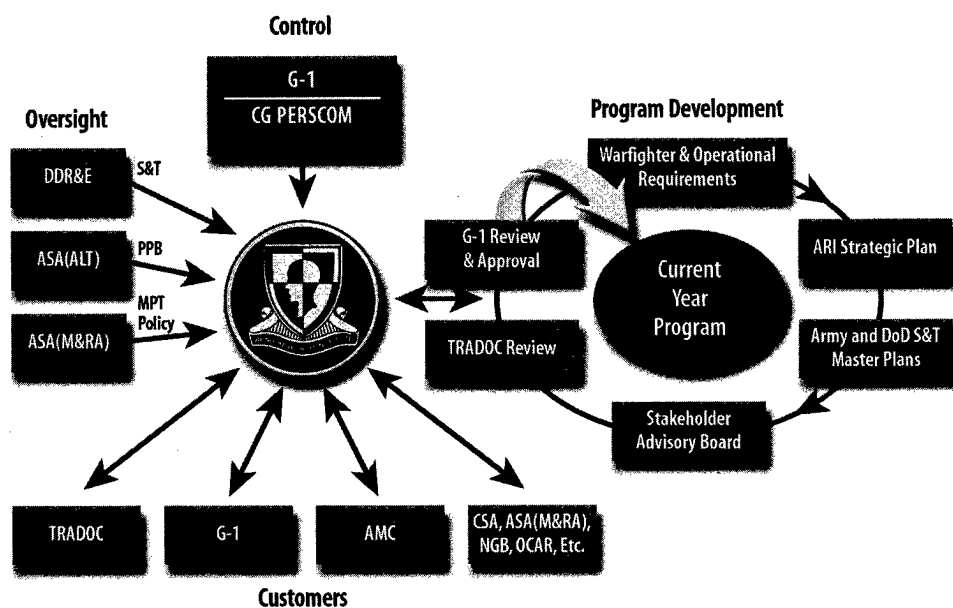 Control
G-1
CG PERSCOM
Oversight
DDR&E
S&T
ASA(ALT)
PPB
ASA(M&RA)
MPT
Policy
Program Development
Warfighter & Operational
Requirements
G-1 Review
& Approval
ARI Strategic Plan
Current
Year
Program
TRADOC Review
Army and DoD S&T
Master Plans
Stakeholder
Advisory Board
TRADOC
G-1
AMC
CSA, ASA(M&RA),
NGB, OCAR, Etc.
Customers